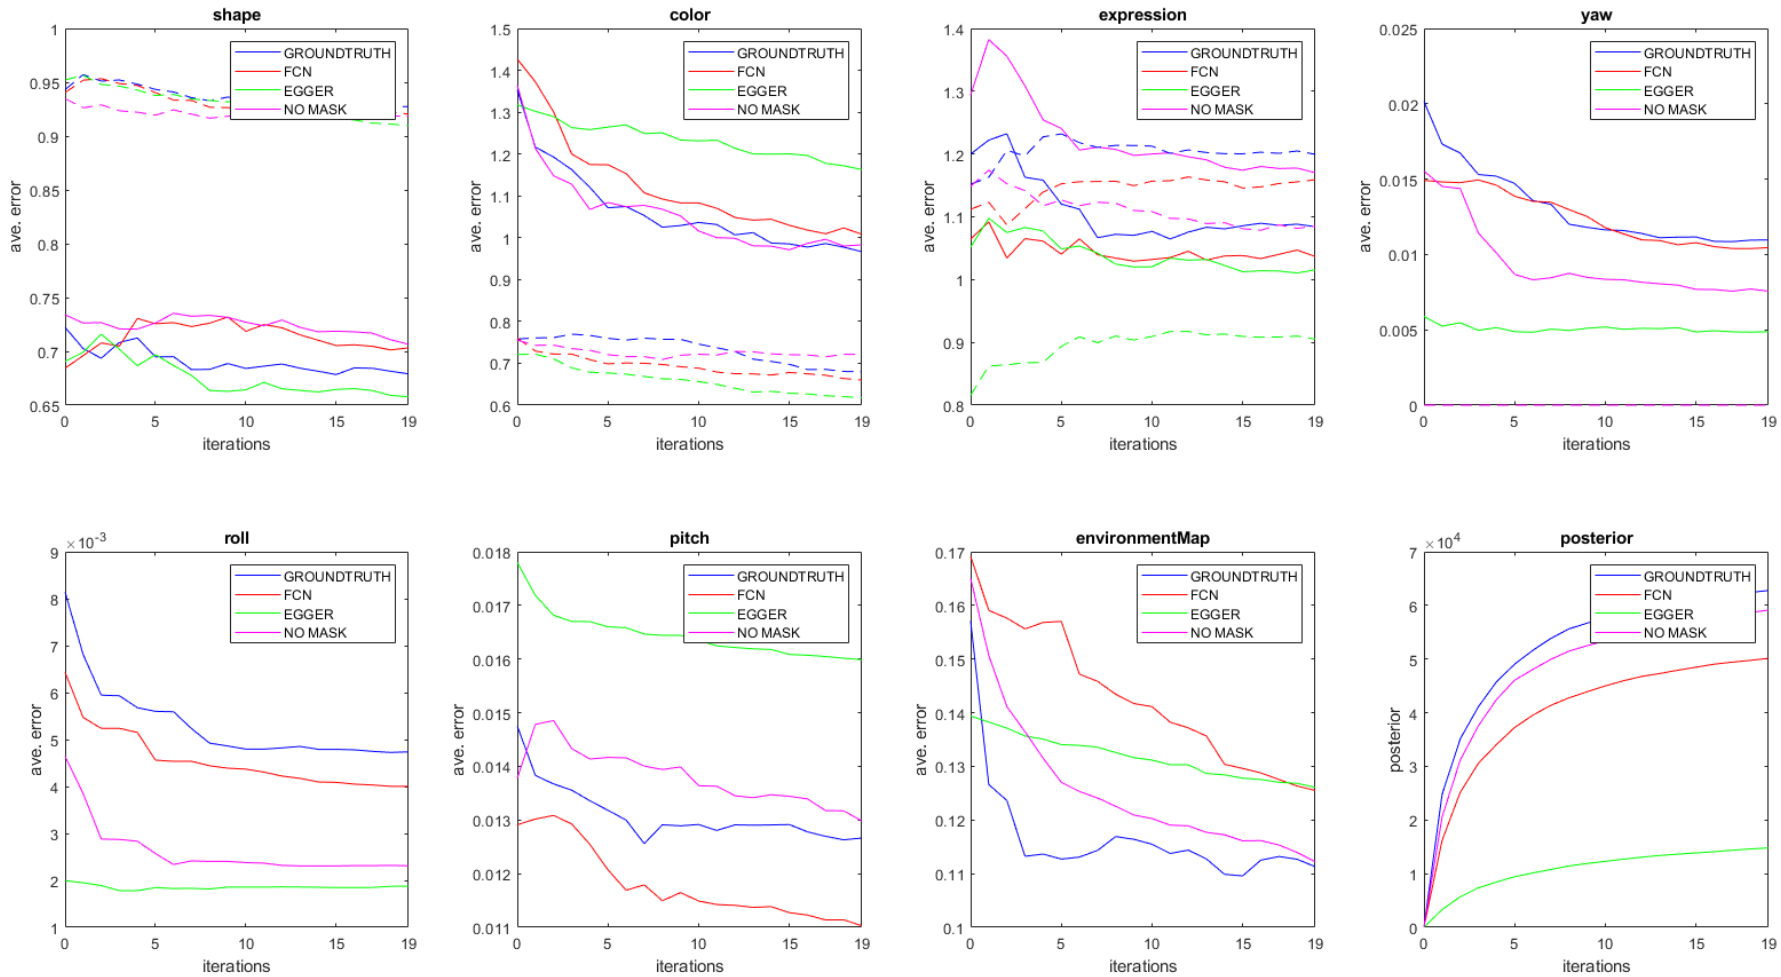 shape
1
0.95
0.9
0.85
0.8
0.75
0.7
0.65
ave. error
GROUNDTRUTH
FCN
EGGER
NO MASK
0 5 10 15 19
iterations
color
1.5
1.4
1.3
1.2
1.1
1
0.9
0.8
0.7
0.6
ave. error
GROUNDTRUTH
FCN
EGGER
NO MASK
0 5 10 15 19
iterations
expression
1.4
1.3
1.2
1.1
1
0.9
0.8
ave. error
GROUNDTRUTH
FCN
EGGER
NO MASK
0 5 10 15 19
iterations
yaw
0.025
0.02
0.015
0.01
0.005
0
ave. error
GROUNDTRUTH
FCN
EGGER
NO MASK
0 5 10 15 19
iterations
roll
×10-3
9
8
7
6
5
4
3
2
1
ave. error
GROUNDTRUTH
FCN
EGGER
NO MASK
0 5 10 15 19
iterations
pitch
0.018
0.017
0.016
0.015
0.014
0.013
0.012
0.011
ave. error
GROUNDTRUTH
FCN
EGGER
NO MASK
0 5 10 15 19
iterations
environmentMap
0.17
0.16
0.15
0.14
0.13
0.12
0.11
0.1
ave. error
GROUNDTRUTH
FCN
EGGER
NO MASK
0 5 10 15 19
iterations
posterior
×104
7
6
5
4
3
2
1
0
posterior
GROUNDTRUTH
FCN
EGGER
NO MASK
0 5 10 15 19
iterations